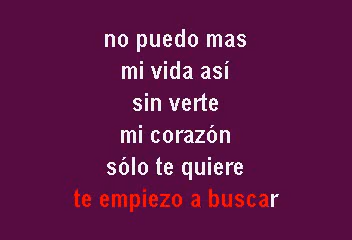 no puedo mas
mi vida así
sin verte
mi corazón
sólo te quiere
te empiezo a buscar